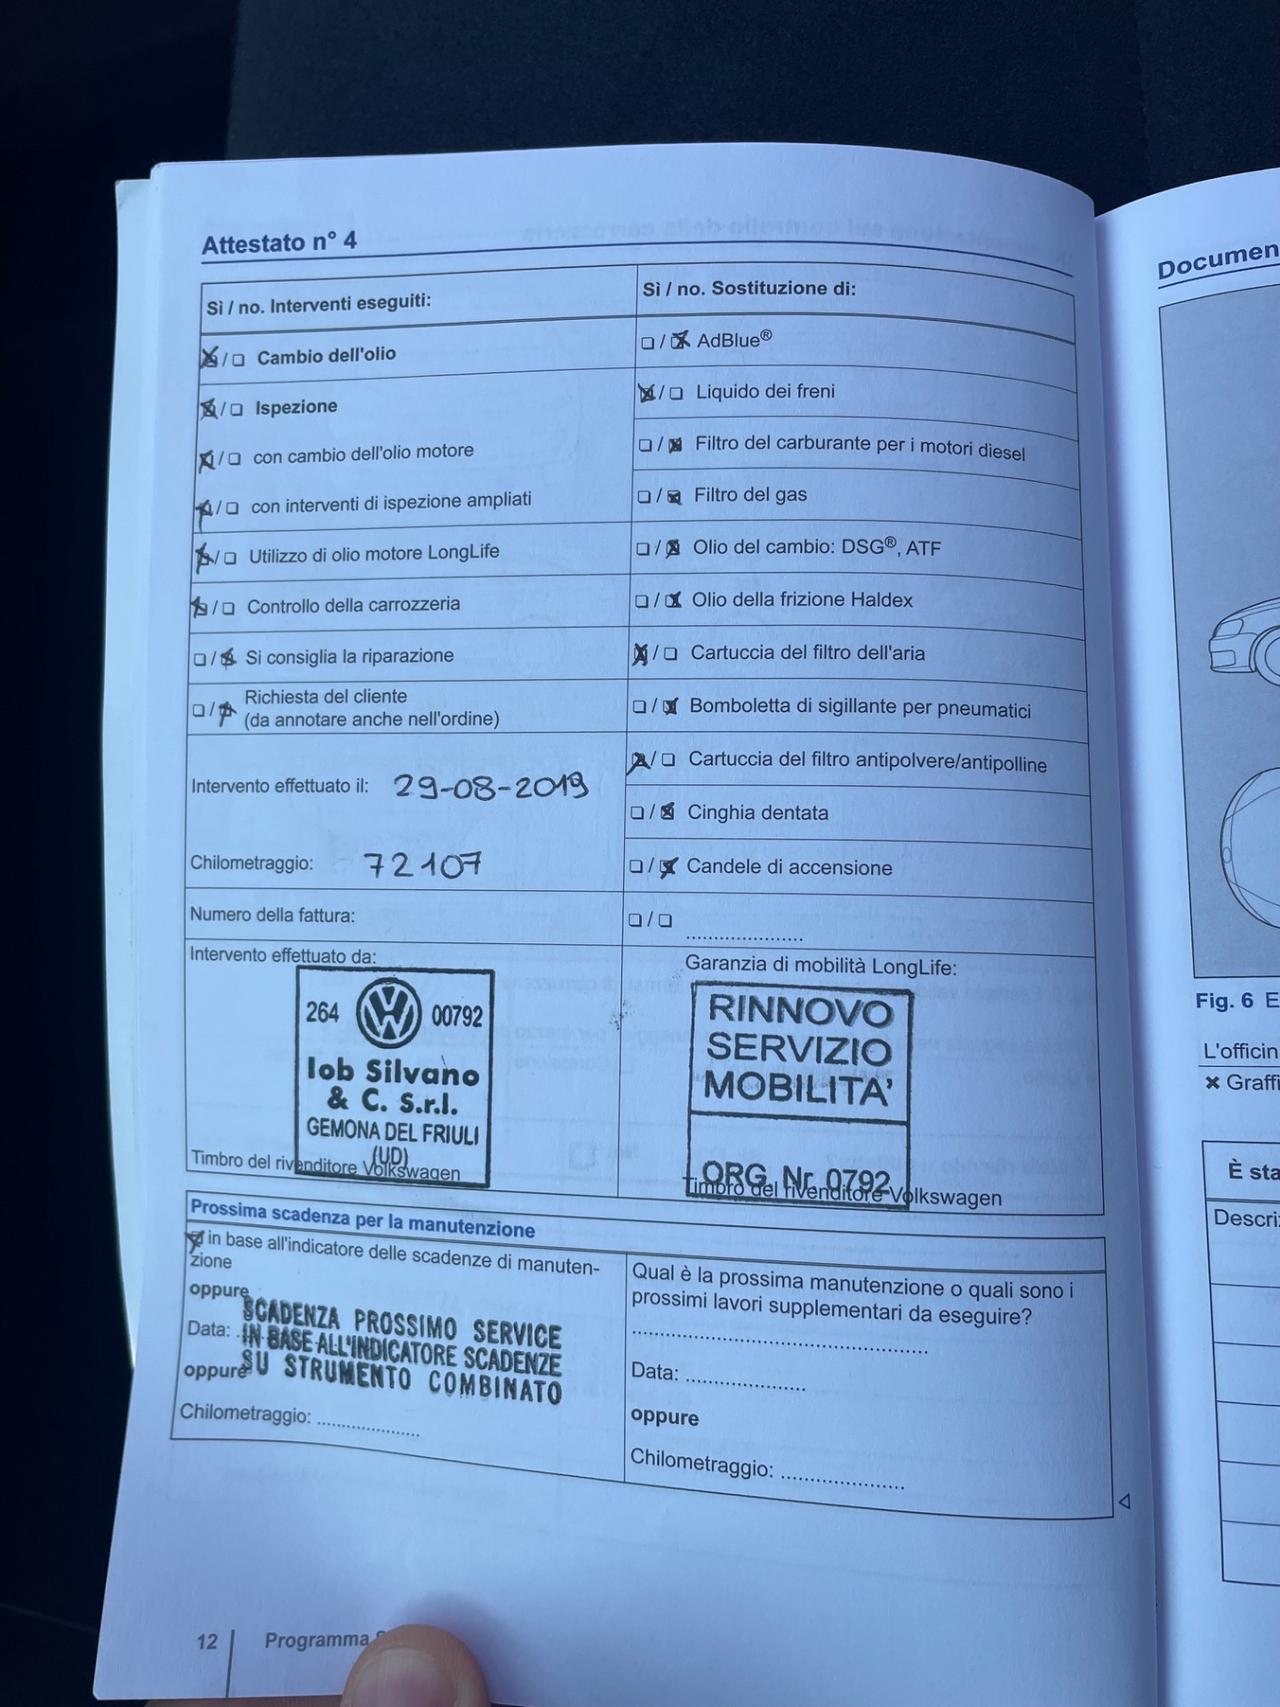 Attestato n° 4
Sì / no. Interventi eseguiti:
☒/☐ Cambio dell'olio
☒/☐ Ispezione
☒/☐ con cambio dell'olio motore
☒/☐ con interventi di ispezione ampliati
☒/☐ Utilizzo di olio motore LongLife
☒/☐ Controllo della carrozzeria
☐/☒ Si consiglia la riparazione
☐/☒ Richiesta del cliente
(da annotare anche nell'ordine)
Intervento effettuato il: 29-08-2019
Chilometraggio: 72107
Numero della fattura:
Sì / no. Sostituzione di:
☐/☒ AdBlue®
☒/☐ Liquido dei freni
☐/☒ Filtro del carburante per i motori diesel
☐/☒ Filtro del gas
☐/☒ Olio del cambio: DSG®, ATF
☐/☒ Olio della frizione Haldex
☒/☐ Cartuccia del filtro dell'aria
☐/☒ Bomboletta di sigillante per pneumatici
☒/☐ Cartuccia del filtro antipolvere/antipolline
☐/☒ Cinghia dentata
☐/☒ Candele di accensione
☐/☐ .....................
Intervento effettuato da:
264 VW 00792
Iob Silvano
& C. S.r.l.
GEMONA DEL FRIULI
(UD)
Timbro del rivenditore Volkswagen
Garanzia di mobilità LongLife:
RINNOVO
SERVIZIO
MOBILITA'
ORG. Nr. 0792
Timbro del rivenditore Volkswagen
Prossima scadenza per la manutenzione
☒ in base all'indicatore delle scadenze di manuten-
zione
oppure
Data:
oppure
SCADENZA PROSSIMO SERVICE
IN BASE ALL'INDICATORE SCADENZE
SU STRUMENTO COMBINATO
Chilometraggio: .....................
Qual è la prossima manutenzione o quali sono i
prossimi lavori supplementari da eseguire?
Data: .....................
oppure
Chilometraggio: .....................
12
Programma
Documen
Fig. 6 E
L'officin
× Graffi
È sta
Descri